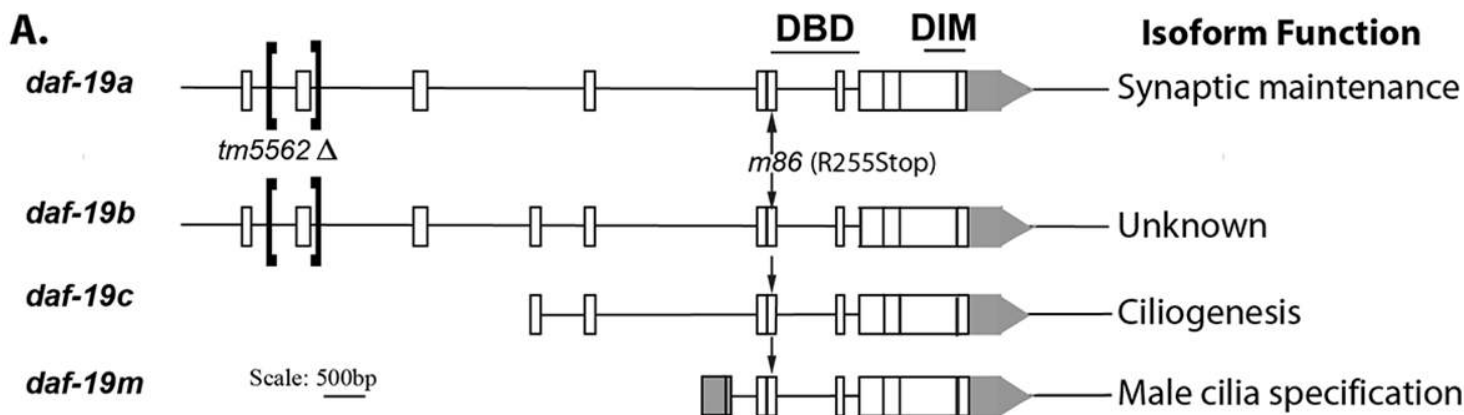 A.
DBD DIM Isoform Function
daf-19a Synaptic maintenance
tm5562 Δ
m86 (R255Stop)
daf-19b Unknown
daf-19c Ciliogenesis
daf-19m Scale: 500bp Male cilia specification